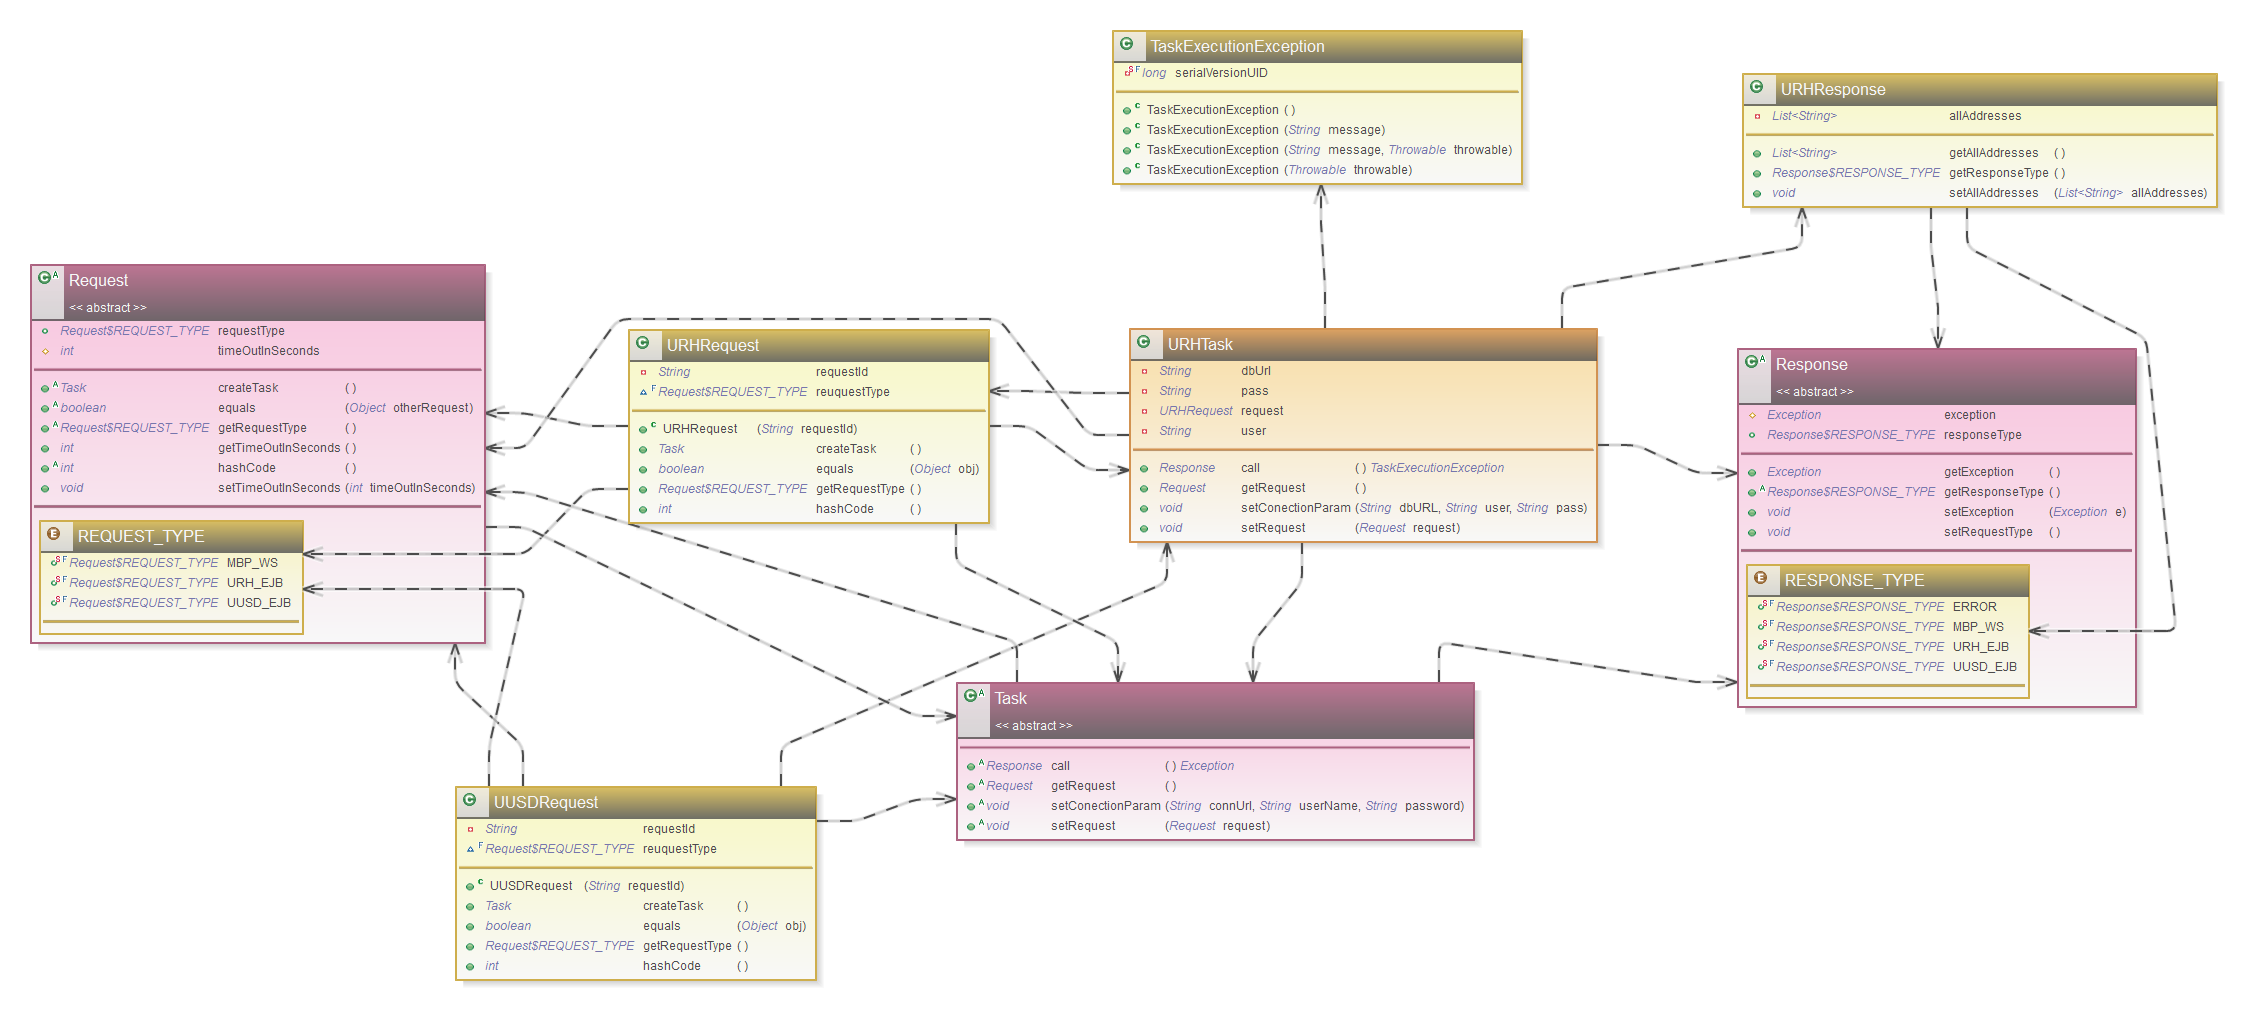 TaskExecutionException
long serialVersionUID
TaskExecutionException ( )
TaskExecutionException (String message)
TaskExecutionException (String message, Throwable throwable)
TaskExecutionException (Throwable throwable)
URHResponse
List<String> allAddresses
List<String> getAllAddresses ( )
Response$RESPONSE_TYPE getResponseType ( )
void setAllAddresses (List<String> allAddresses)
Request
<< abstract >>
Request$REQUEST_TYPE requestType
int timeOutInSeconds
Task createTask ( )
boolean equals (Object otherRequest)
Request$REQUEST_TYPE getRequestType ( )
int getTimeOutInSeconds ( )
int hashCode ( )
void setTimeOutInSeconds (int timeOutInSeconds)
REQUEST_TYPE
Request$REQUEST_TYPE MBP_WS
Request$REQUEST_TYPE URH_EJB
Request$REQUEST_TYPE UUSD_EJB
URHRequest
String requestId
Request$REQUEST_TYPE reuquestType
URHRequest (String requestId)
Task createTask ( )
boolean equals (Object obj)
Request$REQUEST_TYPE getRequestType ( )
int hashCode ( )
URHTask
String dbUrl
String pass
URHRequest request
String user
Response call ( ) TaskExecutionException
Request getRequest ( )
void setConectionParam (String dbURL, String user, String pass)
void setRequest (Request request)
Response
<< abstract >>
Exception exception
Response$RESPONSE_TYPE responseType
Exception getException ( )
Response$RESPONSE_TYPE getResponseType ( )
void setException (Exception e)
void setRequestType ( )
RESPONSE_TYPE
Response$RESPONSE_TYPE ERROR
Response$RESPONSE_TYPE MBP_WS
Response$RESPONSE_TYPE URH_EJB
Response$RESPONSE_TYPE UUSD_EJB
Task
<< abstract >>
Response call ( ) Exception
Request getRequest ( )
void setConectionParam (String connUrl, String userName, String password)
void setRequest (Request request)
UUSDRequest
String requestId
Request$REQUEST_TYPE reuquestType
UUSDRequest (String requestId)
Task createTask ( )
boolean equals (Object obj)
Request$REQUEST_TYPE getRequestType ( )
int hashCode ( )